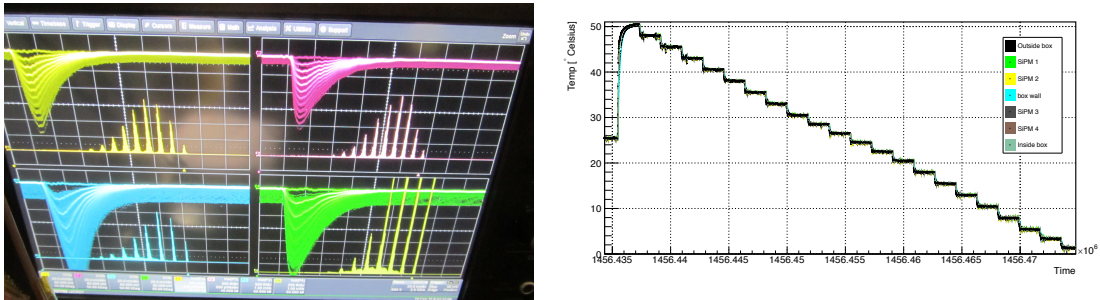 Vertical Timebase Trigger Display Cursors Measure Math Analysis Utilities Support
Zoom
Temp [° Celsius]
50
40
30
20
10
0
Outside box
SiPM 1
SiPM 2
box wall
SiPM 3
SiPM 4
Inside box
1456.435 1456.44 1456.445 1456.45 1456.455 1456.46 1456.465 1456.47
×10⁶
Time